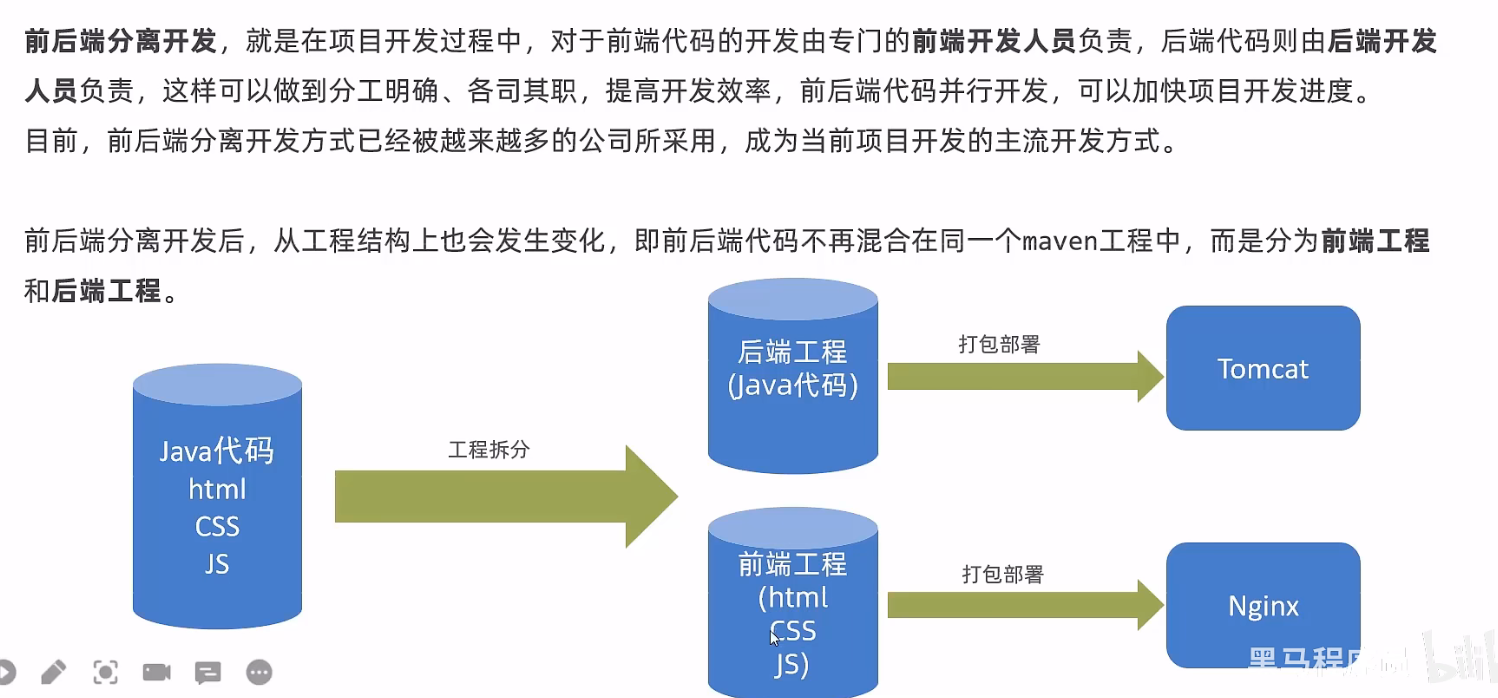 前后端分离开发，就是在项目开发过程中，对于前端代码的开发由专门的前端开发人员负责，后端代码则由后端开发
人员负责，这样可以做到分工明确、各司其职，提高开发效率，前后端代码并行开发，可以加快项目开发进度。
目前，前后端分离开发方式已经被越来越多的公司所采用，成为当前项目开发的主流开发方式。
前后端分离开发后，从工程结构上也会发生变化，即前后端代码不再混合在同一个maven工程中，而是分为前端工程
和后端工程。
Java代码
html
CSS
JS
工程拆分
后端工程
(Java代码)
打包部署
Tomcat
前端工程
(html
CSS
JS)
打包部署
Nginx
黑马程序员
bili